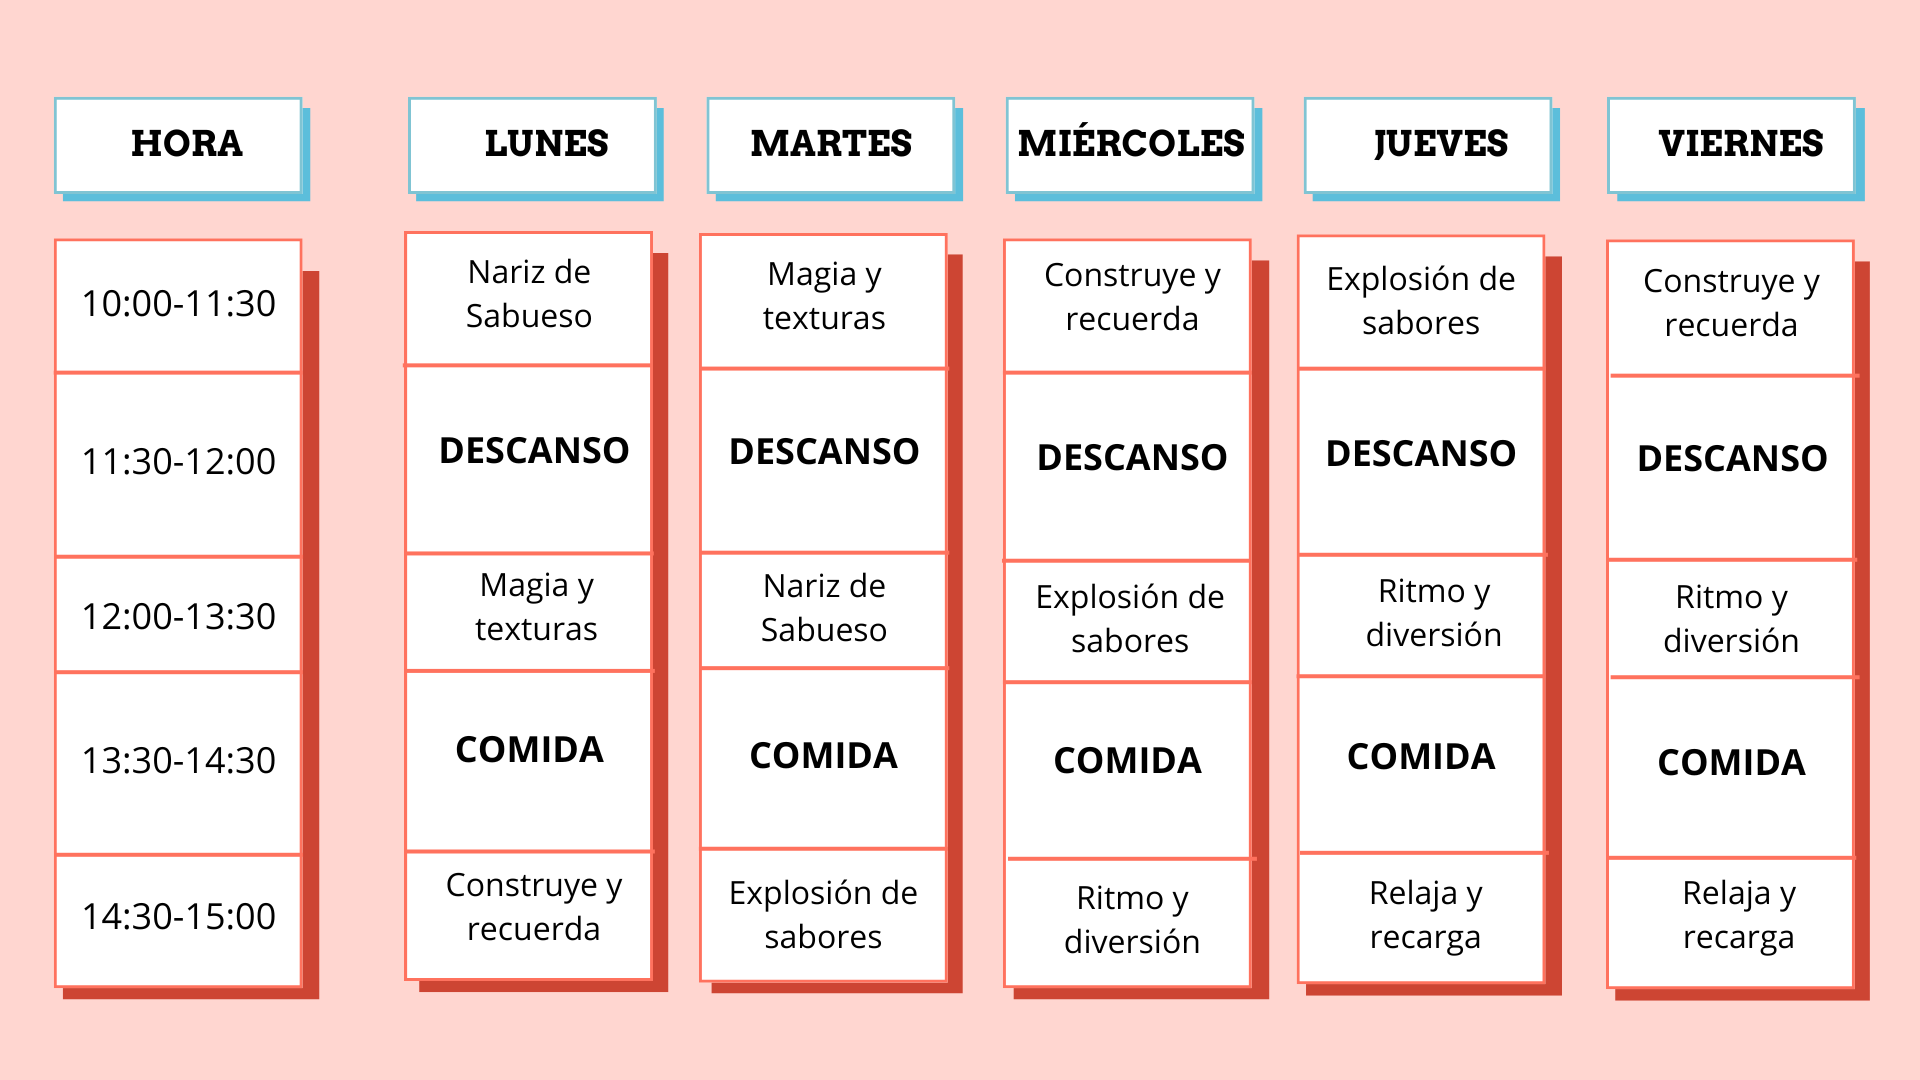 HORA LUNES MARTES MIÉRCOLES JUEVES VIERNES
10:00-11:30
Nariz de
Sabueso
Magia y
texturas
Construye y
recuerda
Explosión de
sabores
Construye y
recuerda
11:30-12:00
DESCANSO
DESCANSO
DESCANSO
DESCANSO
DESCANSO
12:00-13:30
Magia y
texturas
Nariz de
Sabueso
Explosión de
sabores
Ritmo y
diversión
Ritmo y
diversión
13:30-14:30
COMIDA
COMIDA
COMIDA
COMIDA
COMIDA
14:30-15:00
Construye y
recuerda
Explosión de
sabores
Ritmo y
diversión
Relaja y
recarga
Relaja y
recarga